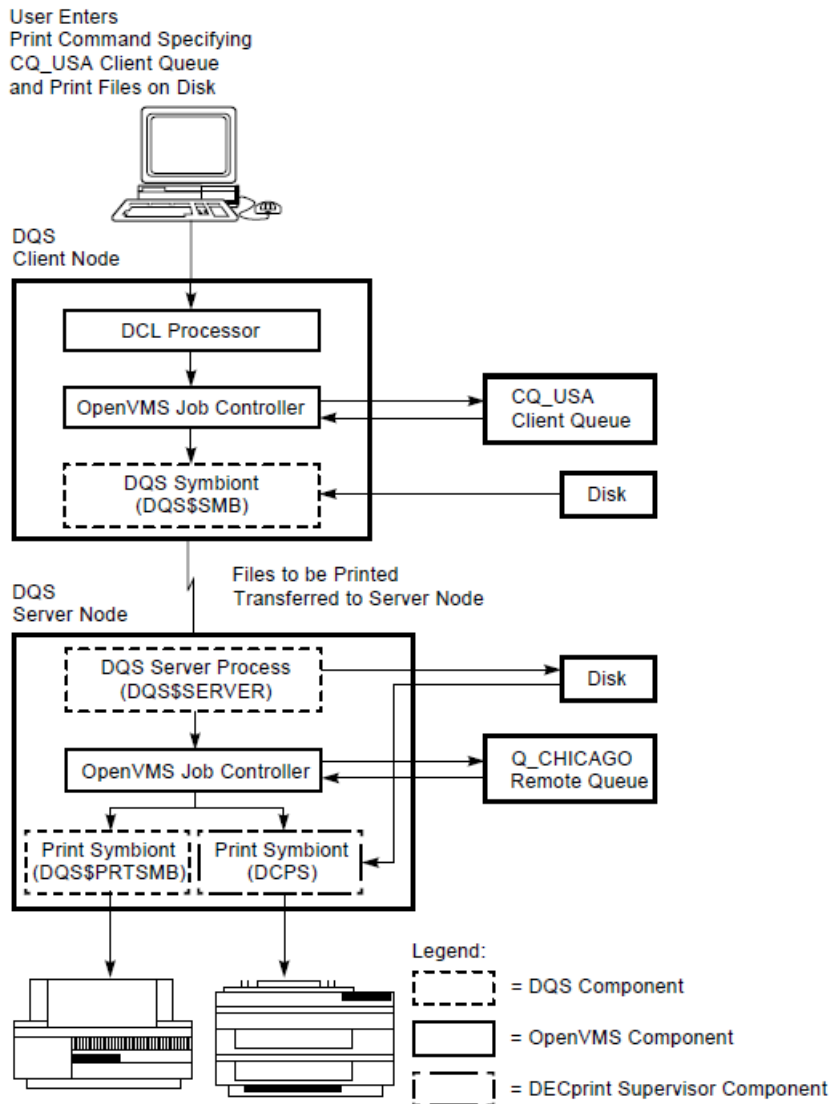 User Enters
Print Command Specifying
CQ_USA Client Queue
and Print Files on Disk
DQS
Client Node
DCL Processor
OpenVMS Job Controller
CQ_USA
Client Queue
DQS Symbiont
(DQS$SMB)
Disk
Files to be Printed
Transferred to Server Node
DQS
Server Node
DQS Server Process
(DQS$SERVER)
Disk
OpenVMS Job Controller
Q_CHICAGO
Remote Queue
Print Symbiont
(DQS$PRTSMB)
Print Symbiont
(DCPS)
Legend:
= DQS Component
= OpenVMS Component
= DECprint Supervisor Component